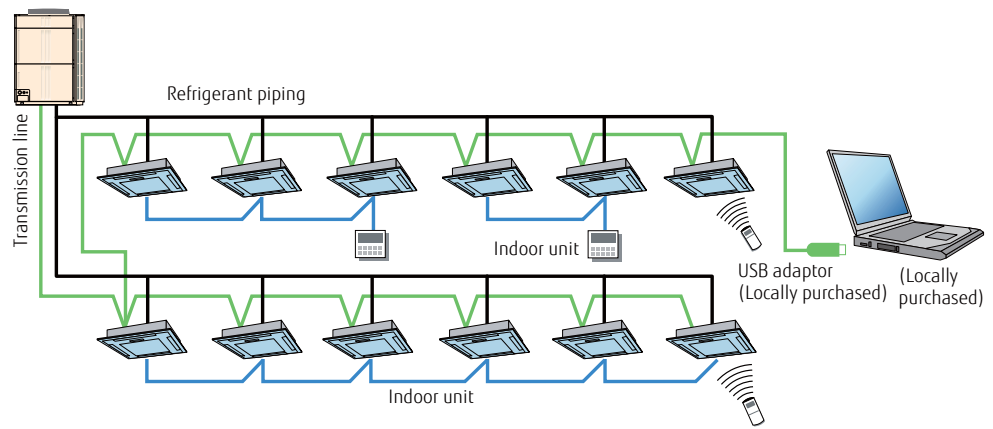 Refrigerant piping
Transmission line
Indoor unit
USB adaptor
(Locally purchased)
(Locally
purchased)
Indoor unit